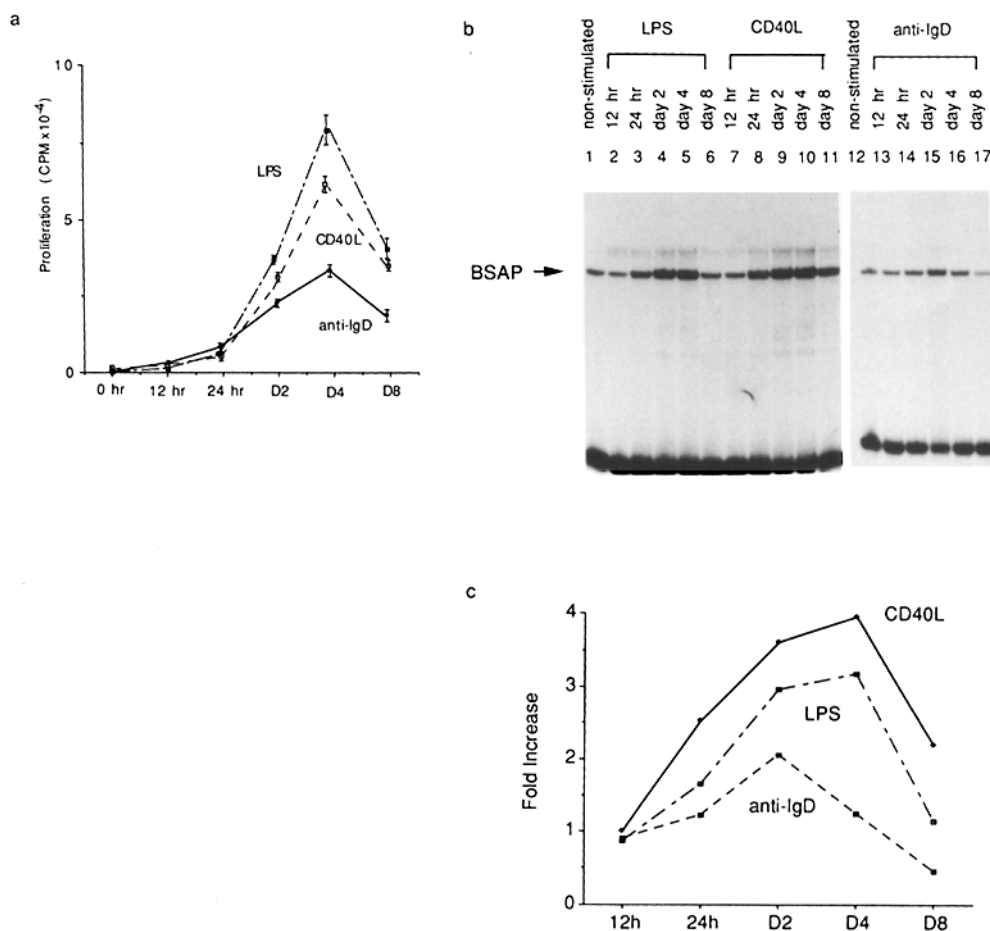 a
Proliferation ( CPM x10-4)
10
5
0
LPS
CD40L
anti-IgD
0 hr 12 hr 24 hr D2 D4 D8
b
LPS CD40L anti-IgD
non-stimulated 12 hr 24 hr day 2 day 4 day 8 12 hr 24 hr day 2 day 4 day 8 non-stimulated 12 hr 24 hr day 2 day 4 day 8
1 2 3 4 5 6 7 8 9 10 11 12 13 14 15 16 17
BSAP
c
Fold Increase
4
3
2
1
0
CD40L
LPS
anti-IgD
12h 24h D2 D4 D8